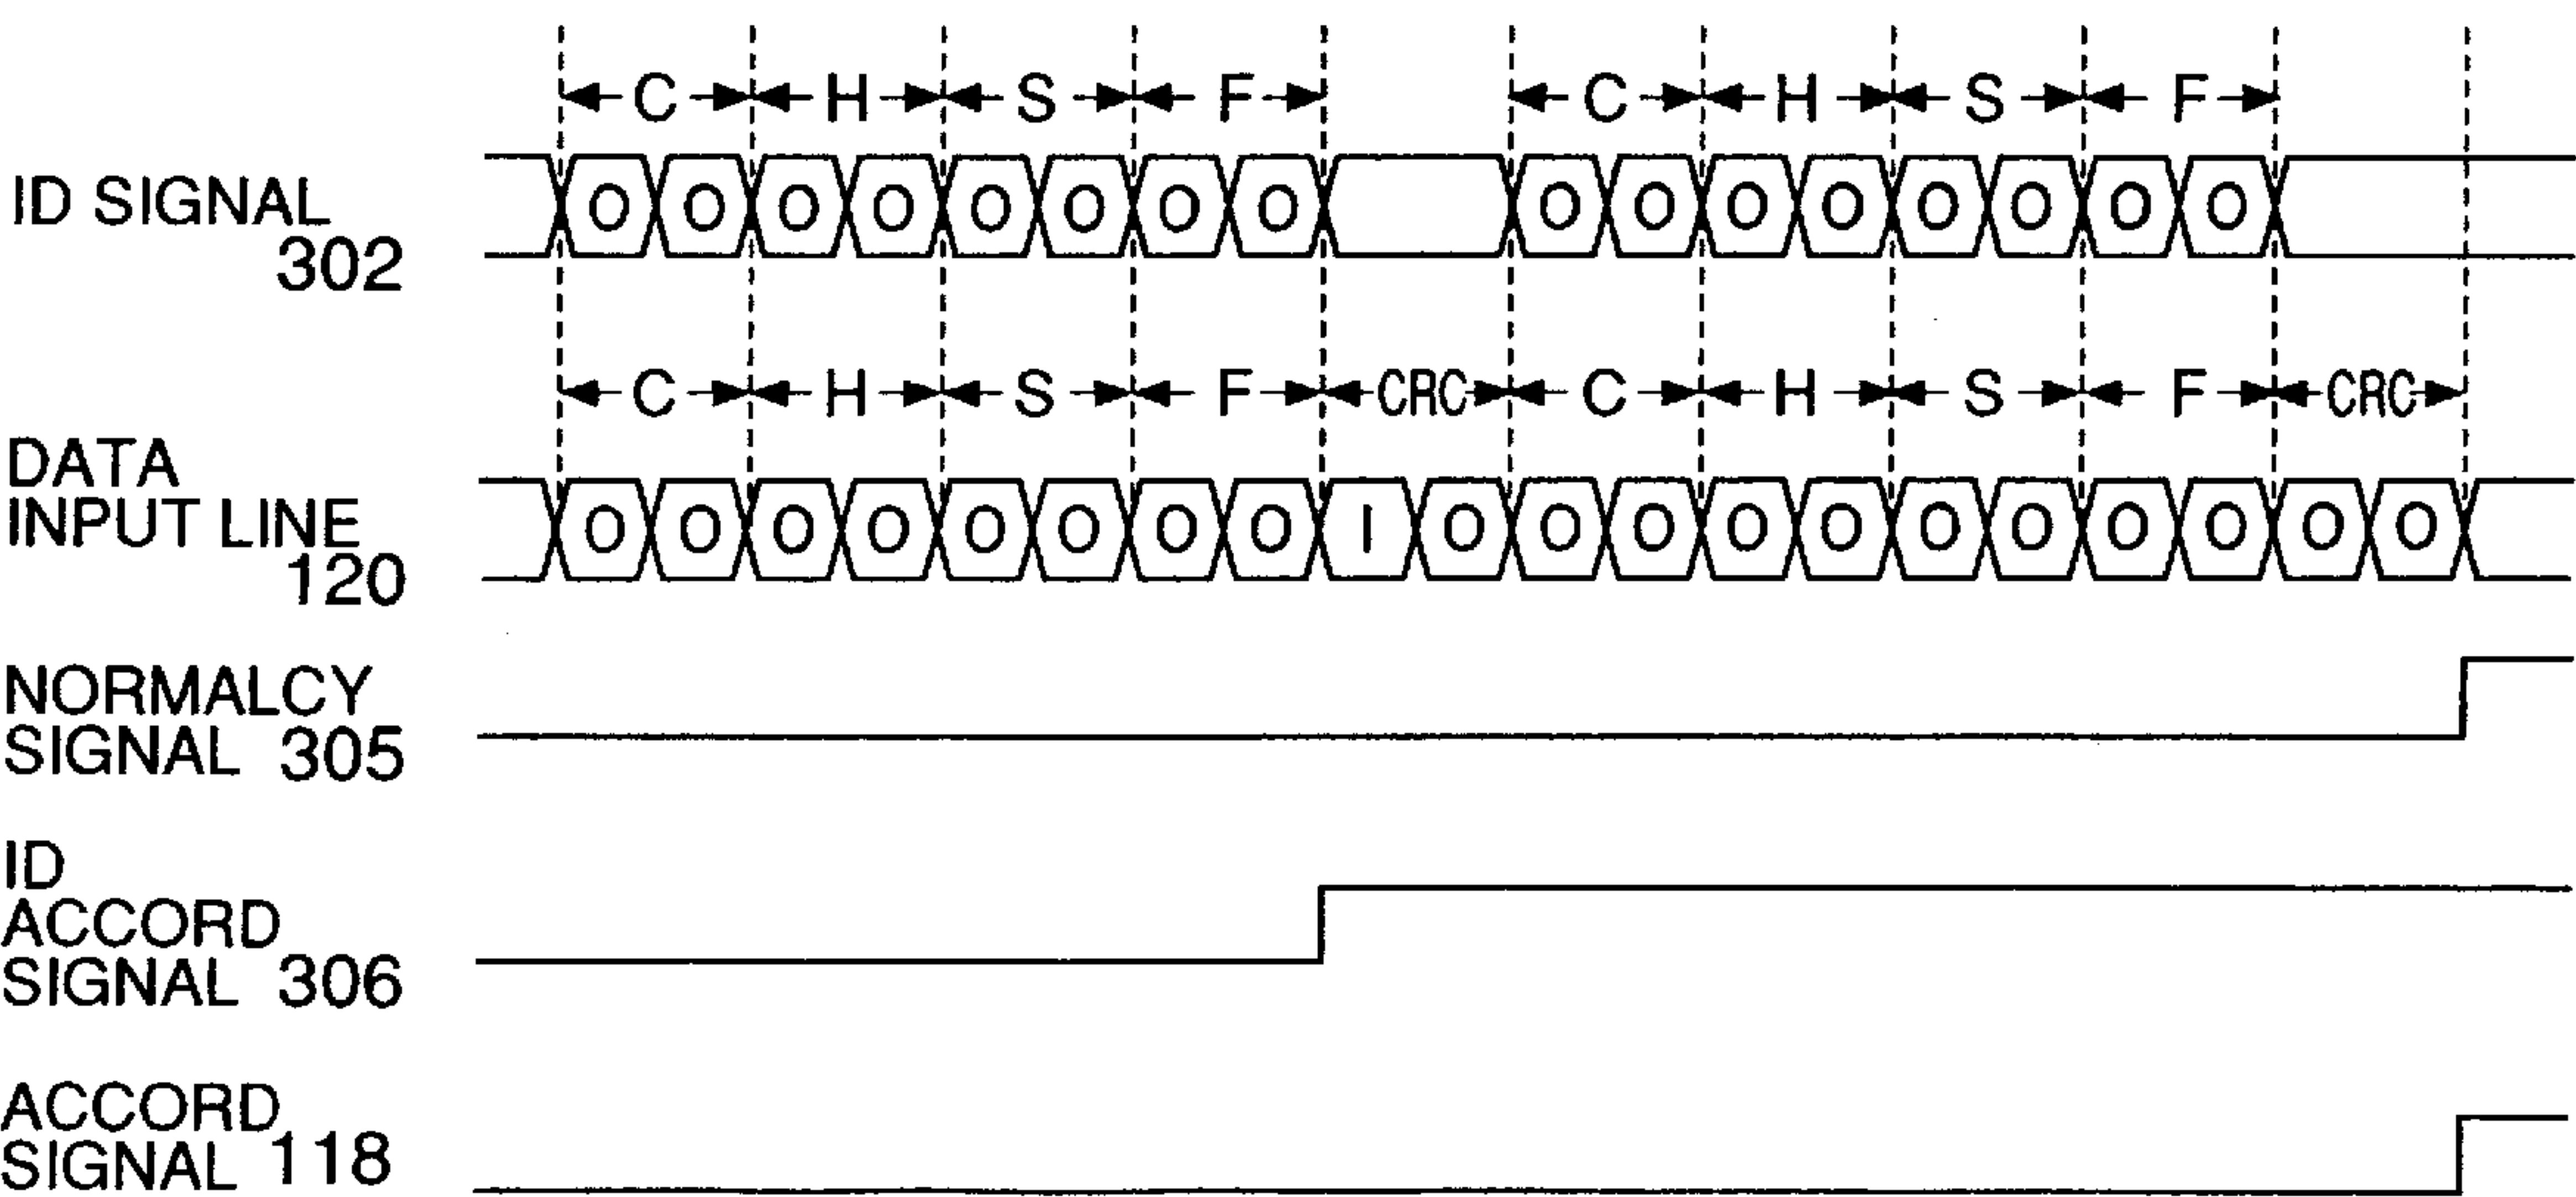 C H S F C H S F
ID SIGNAL 302
O O O O O O O O O O O O O O O O
C H S F CRC C H S F CRC
DATA
INPUT LINE
120
O O O O O O O O I O O O O O O O O O O O
NORMALCY
SIGNAL 305
ID
ACCORD
SIGNAL 306
ACCORD
SIGNAL 118